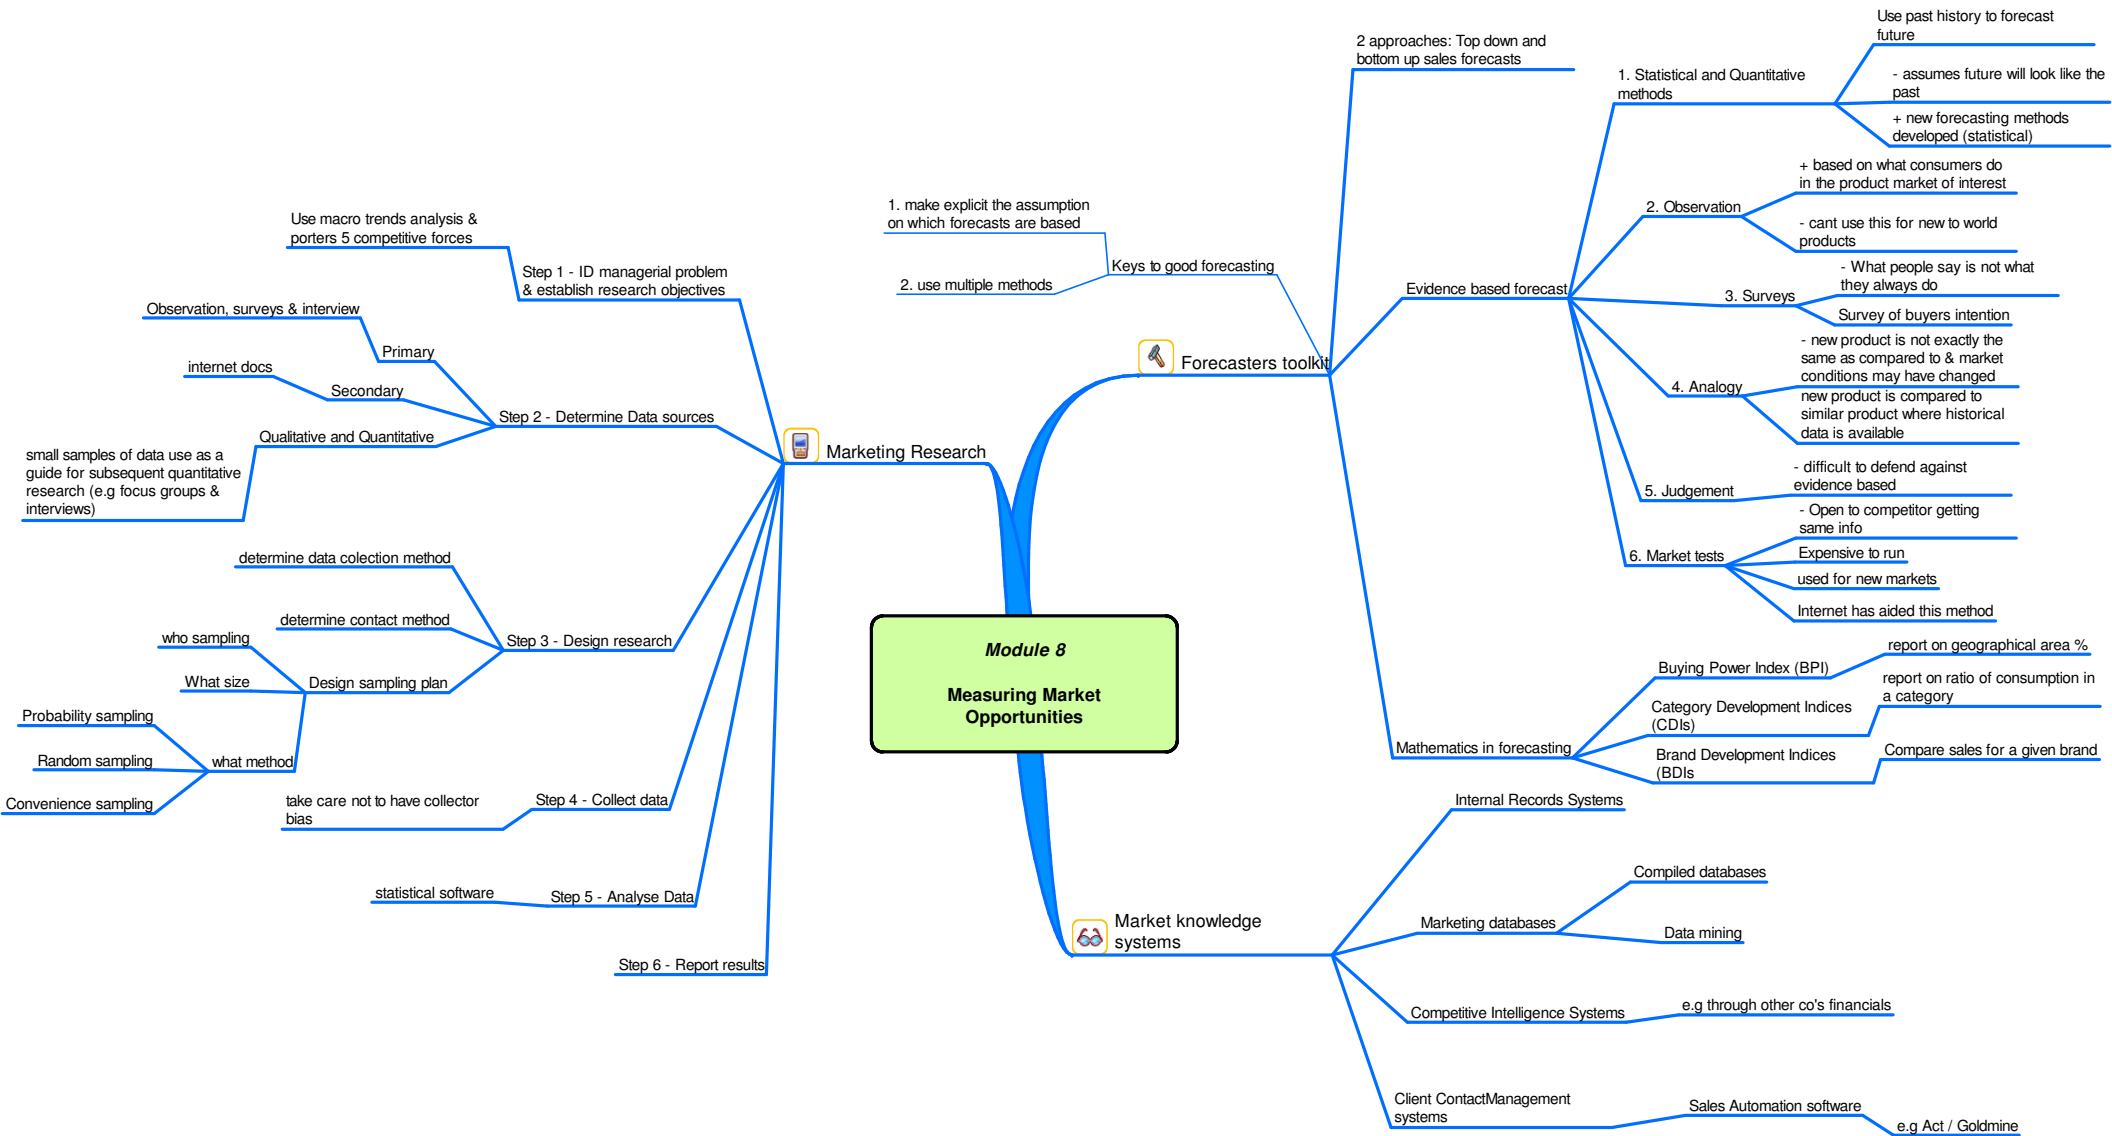 Module 8
Measuring Market
Opportunities
Forecasters toolkit
2 approaches: Top down and
bottom up sales forecasts
Keys to good forecasting
1. make explicit the assumption
on which forecasts are based
2. use multiple methods
Evidence based forecast
1. Statistical and Quantitative
methods
Use past history to forecast
future
- assumes future will look like the
past
+ new forecasting methods
developed (statistical)
2. Observation
+ based on what consumers do
in the product market of interest
- cant use this for new to world
products
3. Surveys
- What people say is not what
they always do
Survey of buyers intention
4. Analogy
- new product is not exactly the
same as compared to & market
conditions may have changed
new product is compared to
similar product where historical
data is available
5. Judgement
- difficult to defend against
evidence based
6. Market tests
- Open to competitor getting
same info
Expensive to run
used for new markets
Internet has aided this method
Mathematics in forecasting
Buying Power Index (BPI)
report on geographical area %
Category Development Indices
(CDIs)
report on ratio of consumption in
a category
Brand Development Indices
(BDIs
Compare sales for a given brand
Market knowledge
systems
Internal Records Systems
Marketing databases
Compiled databases
Data mining
Competitive Intelligence Systems
e.g through other co's financials
Client ContactManagement
systems
Sales Automation software
e.g Act / Goldmine
Marketing Research
Step 1 - ID managerial problem
& establish research objectives
Use macro trends analysis &
porters 5 competitive forces
Step 2 - Determine Data sources
Primary
Observation, surveys & interview
Secondary
internet docs
Qualitative and Quantitative
small samples of data use as a
guide for subsequent quantitative
research (e.g focus groups &
interviews)
Step 3 - Design research
determine data colection method
determine contact method
Design sampling plan
who sampling
What size
what method
Probability sampling
Random sampling
Convenience sampling
Step 4 - Collect data
take care not to have collector
bias
Step 5 - Analyse Data
statistical software
Step 6 - Report results